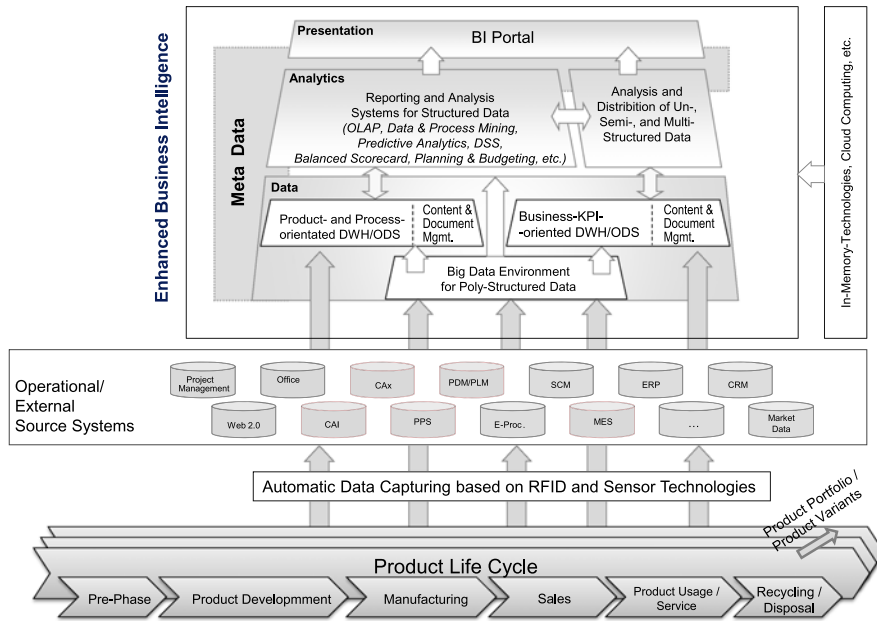 Presentation
BI Portal
Analytics
Reporting and Analysis
Systems for Structured Data
(OLAP, Data & Process Mining,
Predictive Analytics, DSS,
Balanced Scorecard, Planning & Budgeting, etc.)
Analysis and
Distribition of Un-,
Semi-, and Multi-
Structured Data
Data
Product- and Process-
orientated DWH/ODS
Content &
Document
Mgmt.
Business-KPI-
-oriented DWH/ODS
Content &
Document
Mgmt.
Big Data Environment
for Poly-Structured Data
Meta Data
Enhanced Business Intelligence
In-Memory-Technologies, Cloud Computing, etc.
Operational/
External
Source Systems
Project
Management
Office
CAx
PDM/PLM
SCM
ERP
CRM
Web 2.0
CAI
PPS
E-Proc.
MES
...
Market
Data
Automatic Data Capturing based on RFID and Sensor Technologies
Product Portfolio /
Product Variants
Product Life Cycle
Pre-Phase
Product Developmment
Manufacturing
Sales
Product Usage /
Service
Recycling /
Disposal